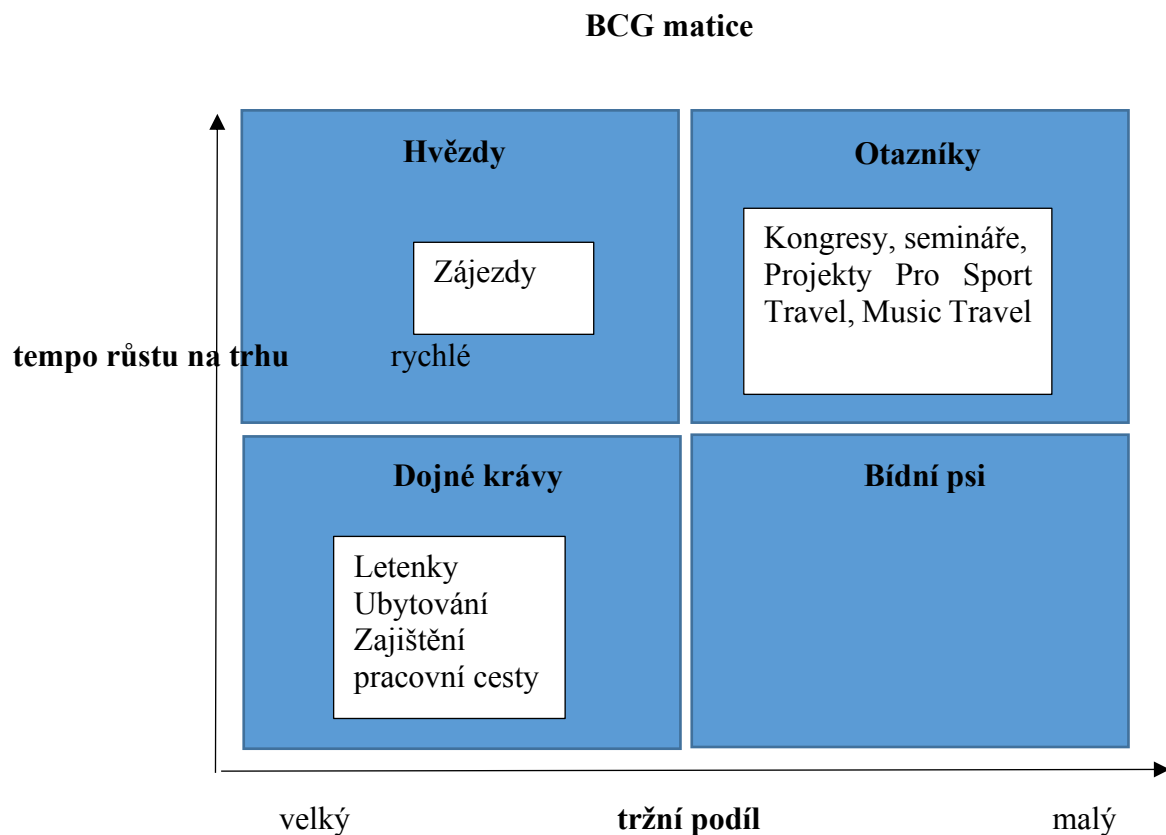 BCG matice
Hvězdy
Otazníky
Zájezdy
Kongresy, semináře,
Projekty Pro Sport
Travel, Music Travel
tempo růstu na trhu rychlé
Dojné krávy
Bídní psi
Letenky
Ubytování
Zajištění
pracovní cesty
velký tržní podíl malý